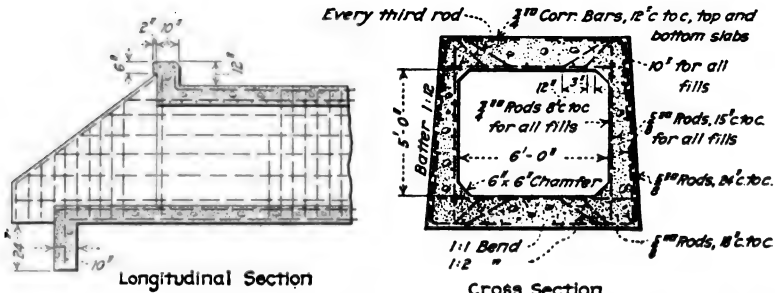 2" 10"
6"
12"
24"
10"
Longitudinal Section
Every third rod
3/4" Corr. Bars, 12" c to c, top and
bottom slabs
10" for all
fills
12" 3"
5'-0"
Batter 1:12
3/4" Rods 8" c. to c.
for all fills
5/8" Rods, 15" c. to c.
for all fills
6'-0"
6" x 6" Chamfer
5/8" Rods, 24" c. to c.
1:1 Bend
1:2 "
5/8" Rods, 18" c. to c.
Cross Section